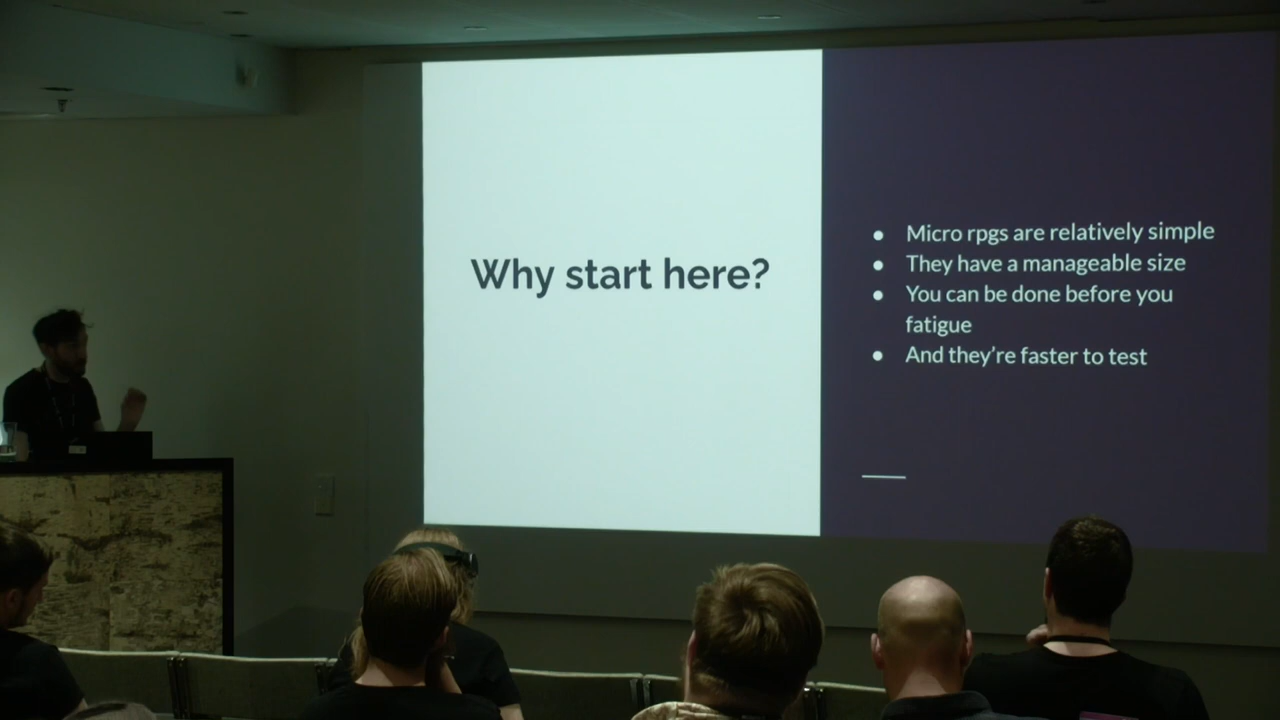 Why start here?
● Micro rpgs are relatively simple
● They have a manageable size
● You can be done before you
fatigue
● And they're faster to test